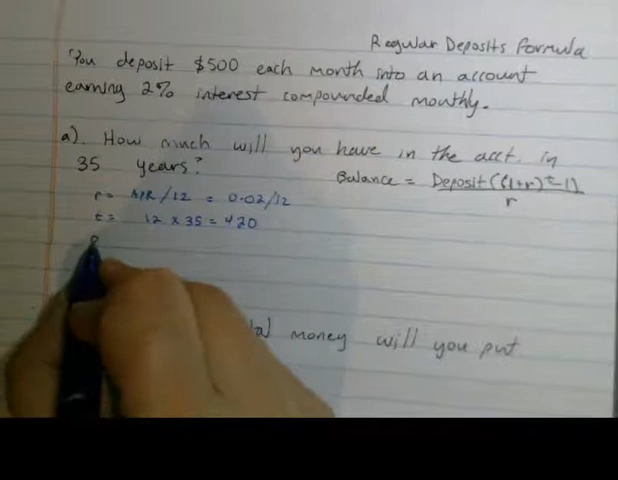 Regular Deposits Formula
You deposit $500 each month into an account
earning 2% interest compounded monthly.
a). How much will you have in the acct. in
35 years?
Balance = Deposit((1+r)^t-1)
r
r= APR/12 = 0.02/12
t= 12 x 35 = 420
money will you put